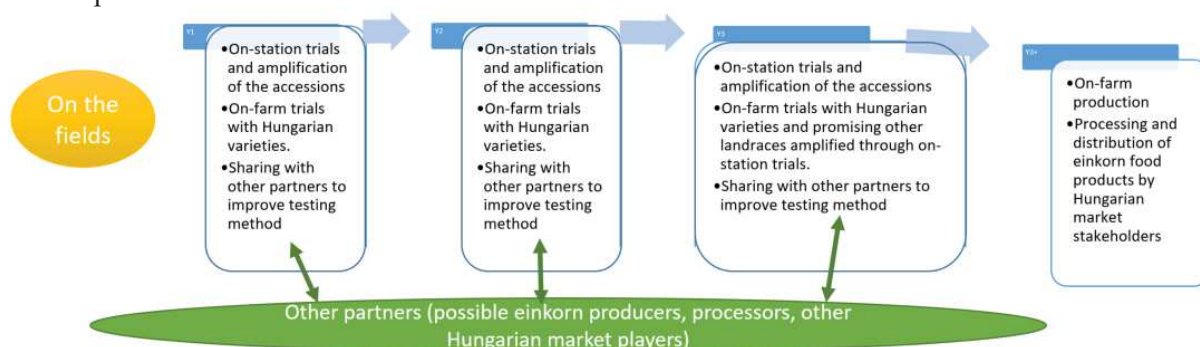 Y1
•On-station trials
and amplification
of the accessions
•On-farm trials
with Hungarian
varieties.
•Sharing with
other partners to
improve testing
method
Y2
•On-station trials
and amplification
of the accessions
•On-farm trials
with Hungarian
varieties.
•Sharing with
other partners to
improve testing
method
Y3
•On-station trials and
amplification of the accessions
•On-farm trials with Hungarian
varieties and promising other
landraces amplified through on-
station trials.
•Sharing with other partners to
improve testing method
Y3+
•On-farm
production
•Processing and
distribution of
einkorn food
products by
Hungarian
market
stakeholders
On the
fields
Other partners (possible einkorn producers, processors, other
Hungarian market players)